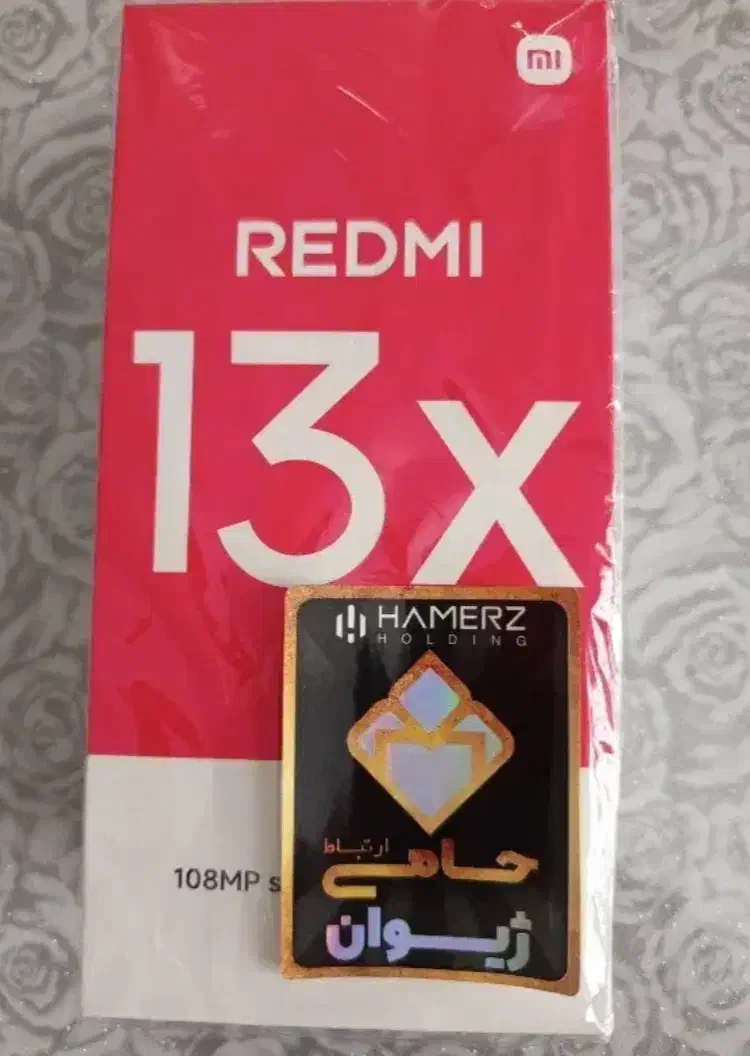 mi
REDMI
13x
HAMERZ
HOLDING
ارتباط
حامی
ژیوان
108MP s